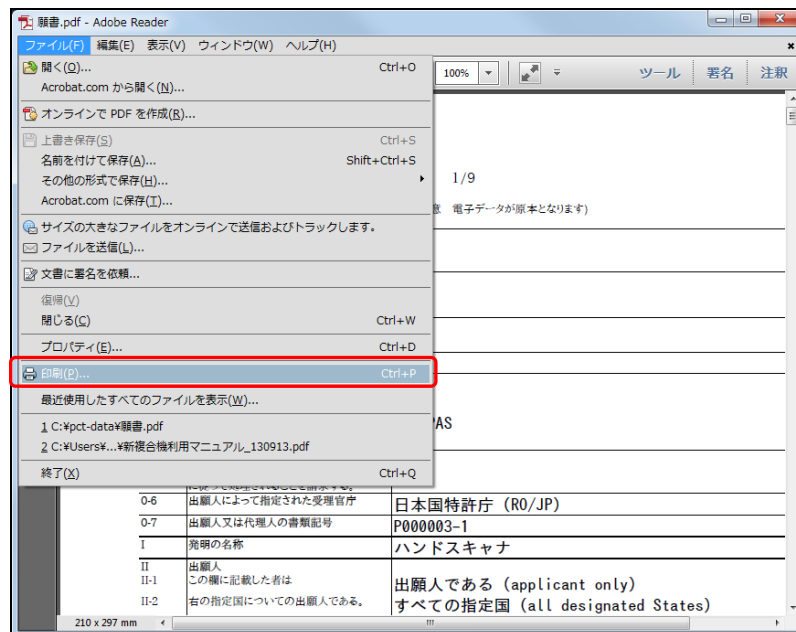 願書.pdf - Adobe Reader
ファイル(F) 編集(E) 表示(V) ウィンドウ(W) ヘルプ(H)
開く(O)... Ctrl+O
Acrobat.com から開く(N)...
オンラインで PDF を作成(R)...
上書き保存(S) Ctrl+S
名前を付けて保存(A)... Shift+Ctrl+S
その他の形式で保存(H)...
Acrobat.com に保存(T)...
サイズの大きなファイルをオンラインで送信およびトラックします。
ファイルを送信(L)...
文書に署名を依頼...
復帰(V)
閉じる(C) Ctrl+W
プロパティ(E)... Ctrl+D
印刷(P)... Ctrl+P
最近使用したすべてのファイルを表示(W)...
1 C:¥pct-data¥願書.pdf
2 C:¥Users¥...¥新複合機利用マニュアル_130913.pdf
終了(X) Ctrl+Q
100% ツール 署名 注釈
1/9
電子データが原本となります)
PAS
0-6 出願人によって指定された受理官庁 日本国特許庁 (RO/JP)
0-7 出願人又は代理人の書類記号 P000003-1
I 発明の名称 ハンドスキャナ
II 出願人
II-1 この欄に記載した者は 出願人である (applicant only)
II-2 右の指定国についての出願人である。 すべての指定国 (all designated States)
210 x 297 mm